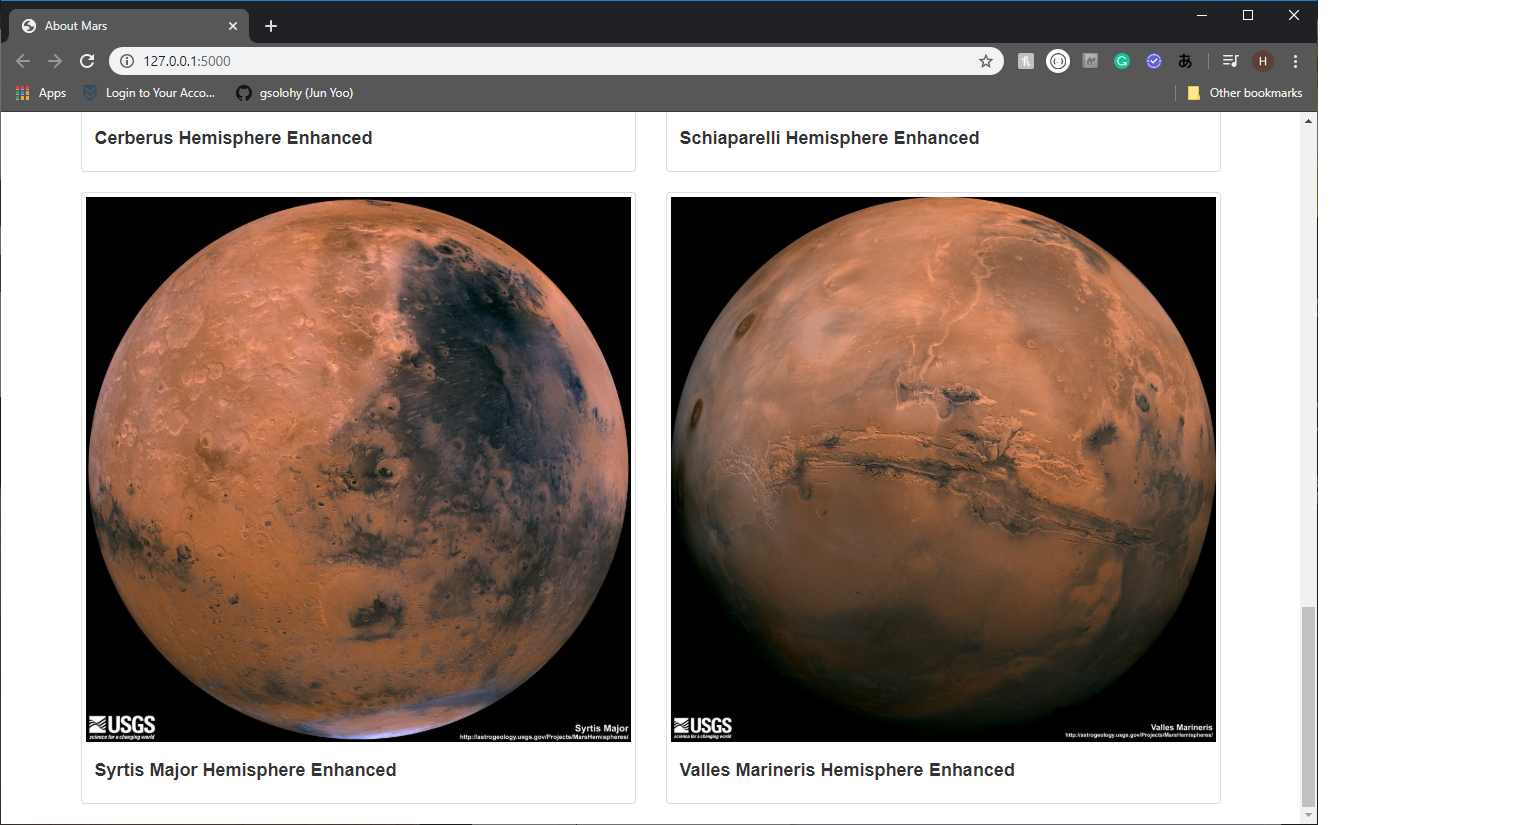 About Mars
127.0.0.1:5000
H
Apps
Login to Your Acco...
gsolohy (Jun Yoo)
Other bookmarks
Cerberus Hemisphere Enhanced
Schiaparelli Hemisphere Enhanced
USGS
science for a changing world
Syrtis Major
http://astrogeology.usgs.gov/Projects/MarsHemispheres/
USGS
science for a changing world
Valles Marineris
http://astrogeology.usgs.gov/Projects/MarsHemispheres/
Syrtis Major Hemisphere Enhanced
Valles Marineris Hemisphere Enhanced